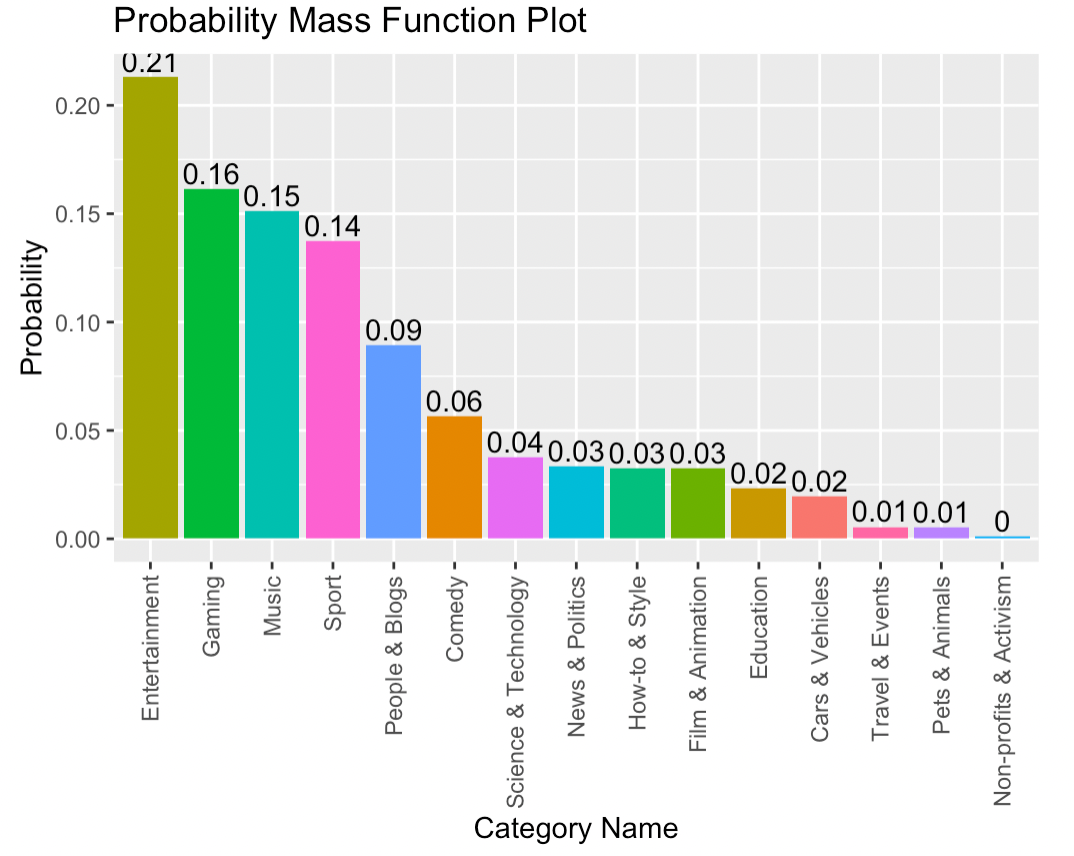 Probability Mass Function Plot
Probability
0.20
0.15
0.10
0.05
0.00
0.21
0.16
0.15
0.14
0.09
0.06
0.04
0.03
0.03
0.03
0.02
0.02
0.01
0.01
0
Entertainment
Gaming
Music
Sport
People & Blogs
Comedy
Science & Technology
News & Politics
How-to & Style
Film & Animation
Education
Cars & Vehicles
Travel & Events
Pets & Animals
Non-profits & Activism
Category Name